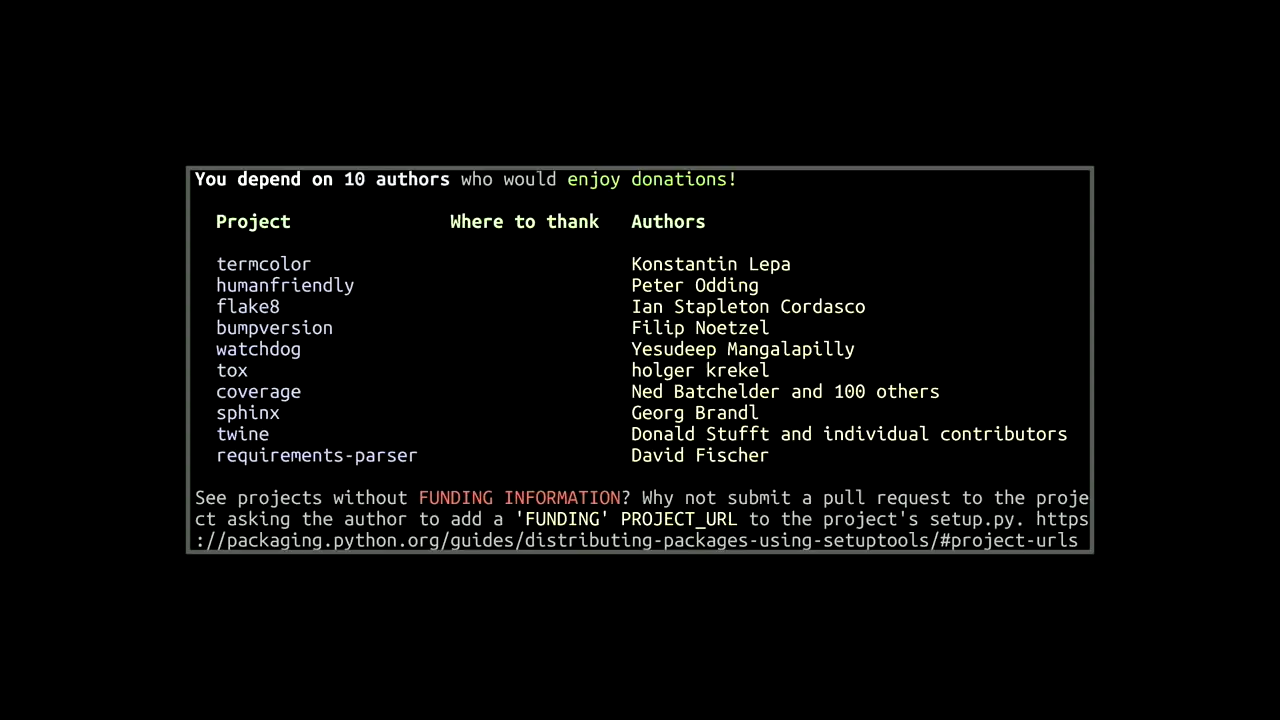 You depend on 10 authors who would enjoy donations!
Project Where to thank Authors
termcolor Konstantin Lepa
humanfriendly Peter Odding
flake8 Ian Stapleton Cordasco
bumpversion Filip Noetzel
watchdog Yesudeep Mangalapilly
tox holger krekel
coverage Ned Batchelder and 100 others
sphinx Georg Brandl
twine Donald Stufft and individual contributors
requirements-parser David Fischer
See projects without FUNDING INFORMATION? Why not submit a pull request to the proje
ct asking the author to add a 'FUNDING' PROJECT_URL to the project's setup.py. https
://packaging.python.org/guides/distributing-packages-using-setuptools/#project-urls